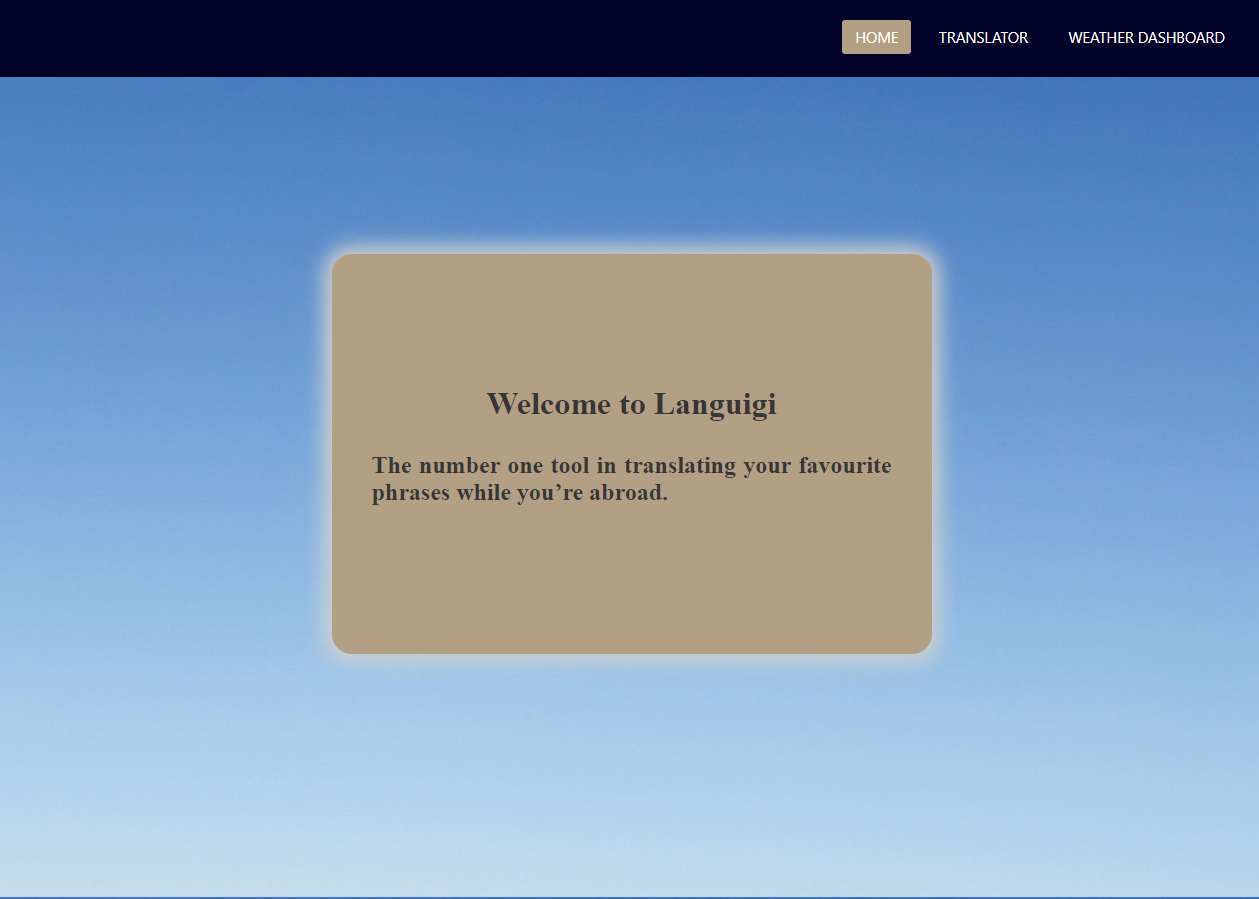 HOME TRANSLATOR WEATHER DASHBOARD
Welcome to Languigi
The number one tool in translating your favourite
phrases while you’re abroad.